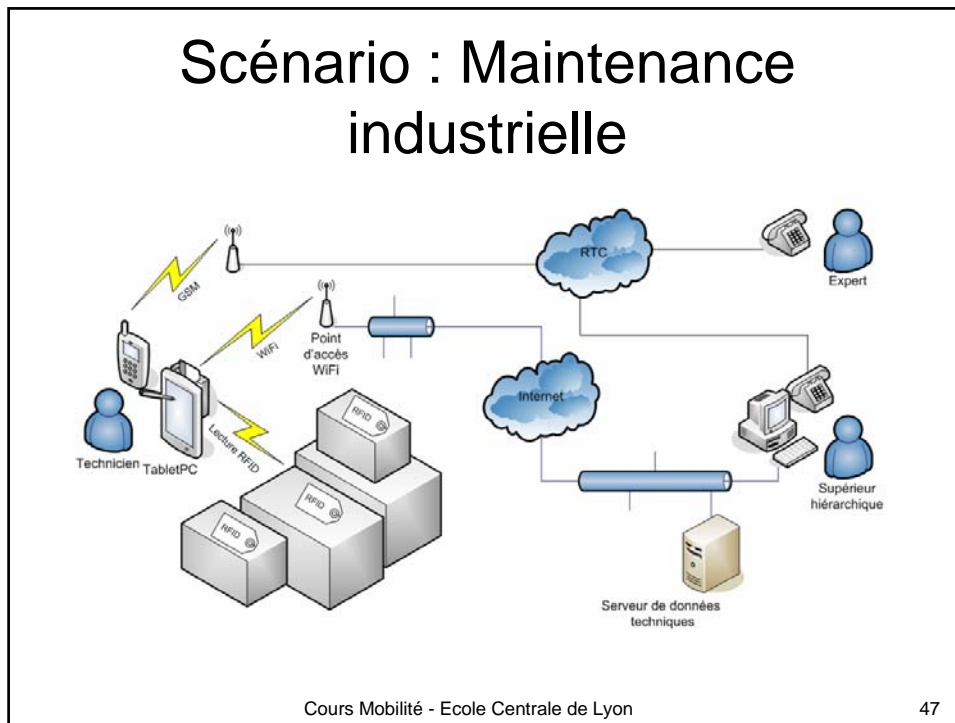 Scénario : Maintenance
industrielle
RTC
Expert
GSM
WiFi
Point
d'accès
WiFi
Internet
RFID
Lecture RFID
Technicien
TabletPC
Supérieur
hiérarchique
RFID
RFID
Serveur de données
techniques
Cours Mobilité - Ecole Centrale de Lyon
47